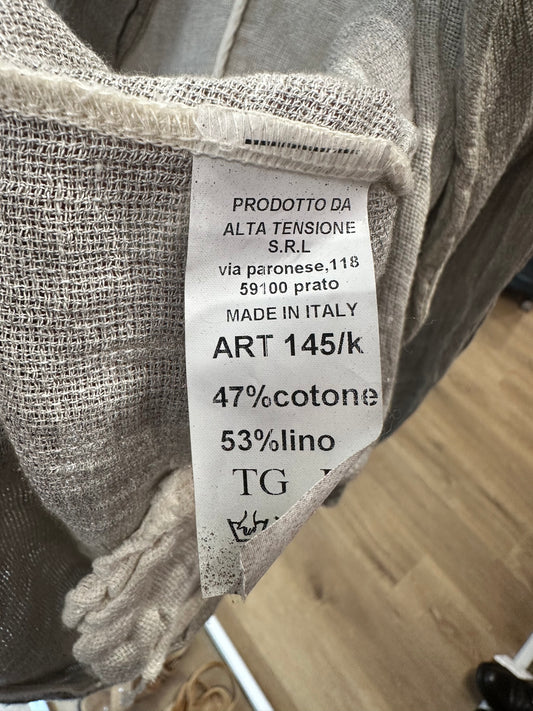 PRODOTTO DA
ALTA TENSIONE
S.R.L
via paronese,118
59100 prato
MADE IN ITALY
ART 145/k
47%cotone
53%lino
TG